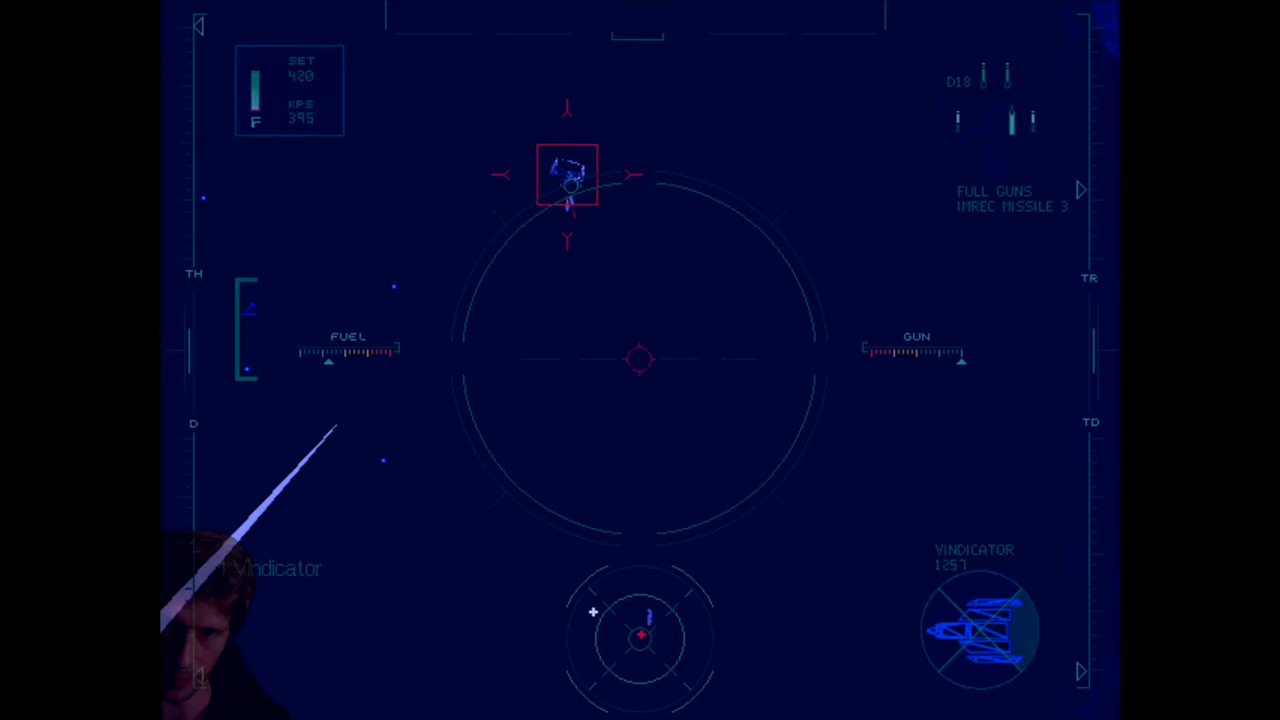 SET
420
KPS
395
F
D18
FULL GUNS
IMREC MISSILE 3
TH
TR
FUEL
GUN
D
TD
VINDICATOR
1257
Vindicator